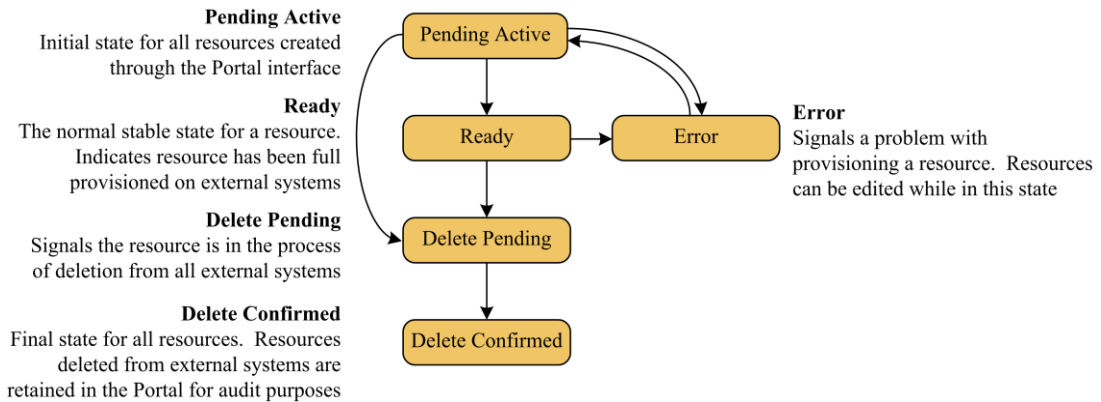 Pending Active
Initial state for all resources created
through the Portal interface
Ready
The normal stable state for a resource.
Indicates resource has been full
provisioned on external systems
Delete Pending
Signals the resource is in the process
of deletion from all external systems
Delete Confirmed
Final state for all resources.  Resources
deleted from external systems are
retained in the Portal for audit purposes
Pending Active
Ready
Error
Delete Pending
Delete Confirmed
Error
Signals a problem with
provisioning a resource.  Resources
can be edited while in this state